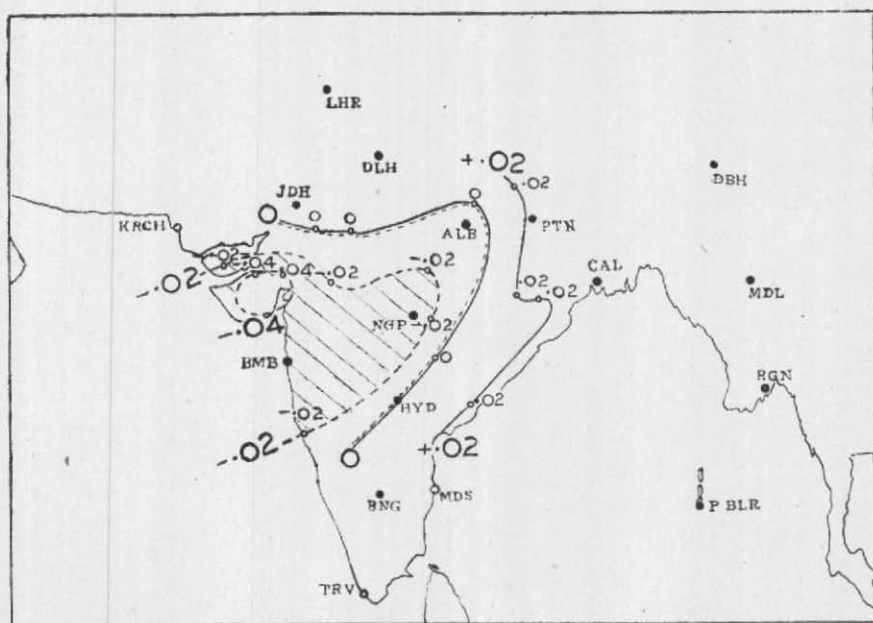 LHR
+.02
DLH
.02
DBH
JDH
O
O
O
O
PTN
KRCH
ALB
-.02
-.04
-.04
-.02
-.02
-.02
.02
.02
CAL
MDL
-.04
NGP
-.02
BMB
O
RGN
HYD
-.02
.02
-.02
O
+.02
BNG
MDS
P BLR
TRV